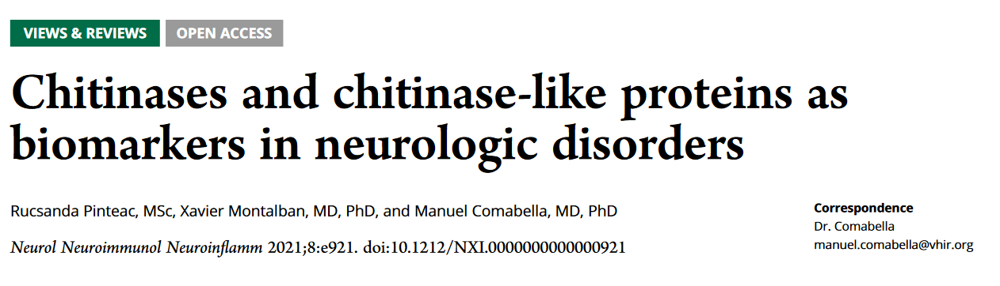 VIEWS & REVIEWS OPEN ACCESS
Chitinases and chitinase-like proteins as
biomarkers in neurologic disorders
Rucsanda Pinteac, MSc, Xavier Montalban, MD, PhD, and Manuel Comabella, MD, PhD
Neurol Neuroimmunol Neuroinflamm 2021;8:e921. doi:10.1212/NXI.0000000000000921
Correspondence
Dr. Comabella
manuel.comabella@vhir.org